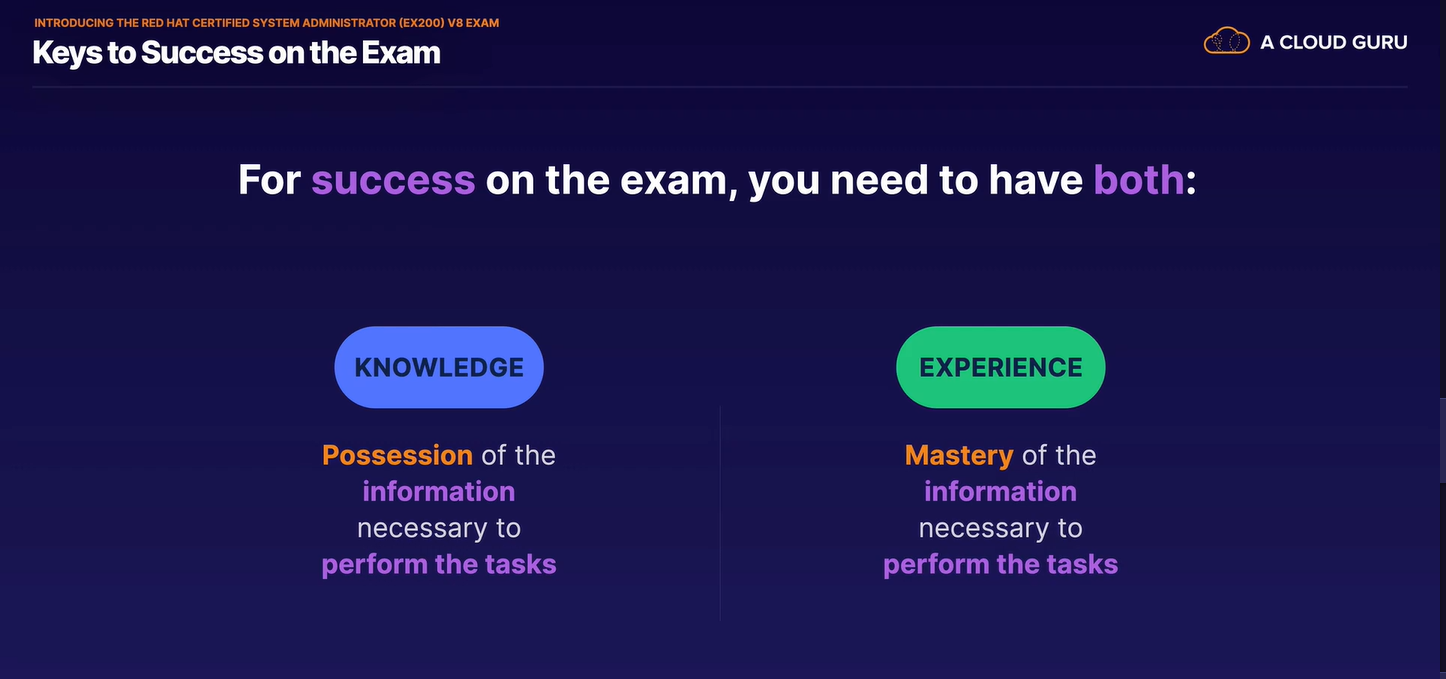 INTRODUCING THE RED HAT CERTIFIED SYSTEM ADMINISTRATOR (EX200) V8 EXAM
Keys to Success on the Exam
A CLOUD GURU
For success on the exam, you need to have both:
KNOWLEDGE
Possession of the
information
necessary to
perform the tasks
EXPERIENCE
Mastery of the
information
necessary to
perform the tasks